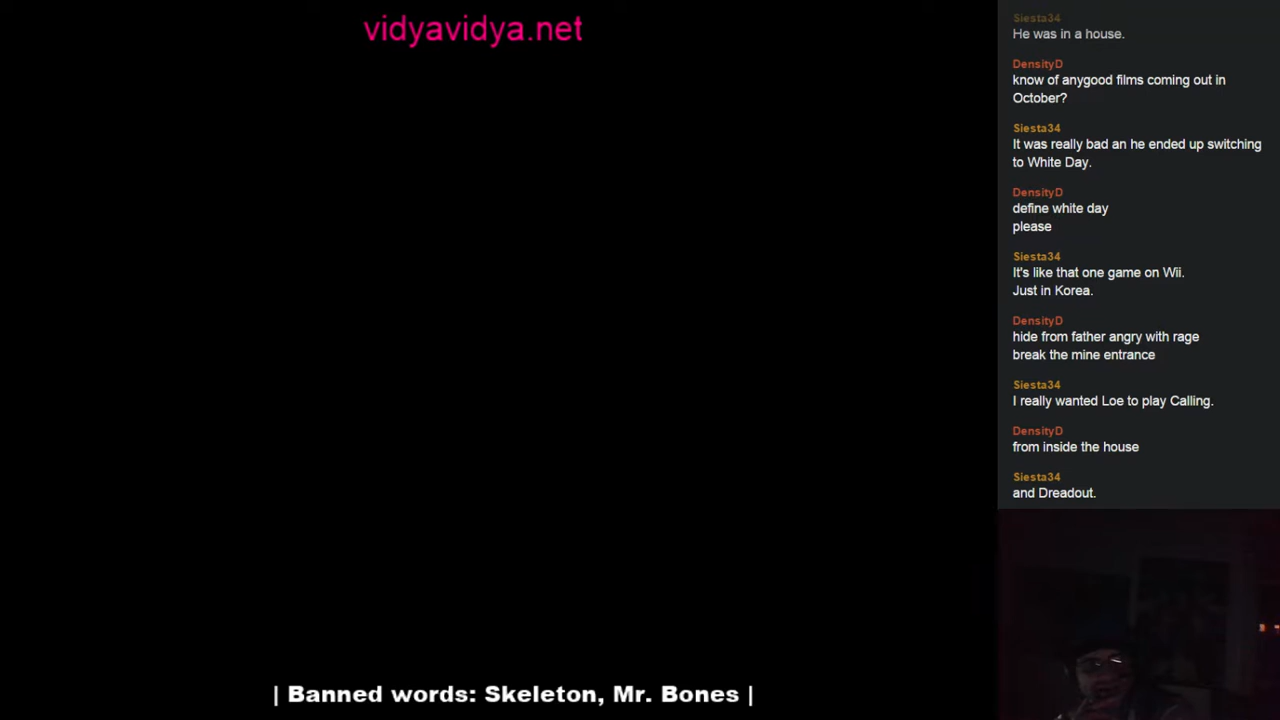 vidyavidya.net
Siesta34
He was in a house.
DensityD
know of anygood films coming out in
October?
Siesta34
It was really bad an he ended up switching
to White Day.
DensityD
define white day
please
Siesta34
It's like that one game on Wii.
Just in Korea.
DensityD
hide from father angry with rage
break the mine entrance
Siesta34
I really wanted Loe to play Calling.
DensityD
from inside the house
Siesta34
and Dreadout.
| Banned words: Skeleton, Mr. Bones |